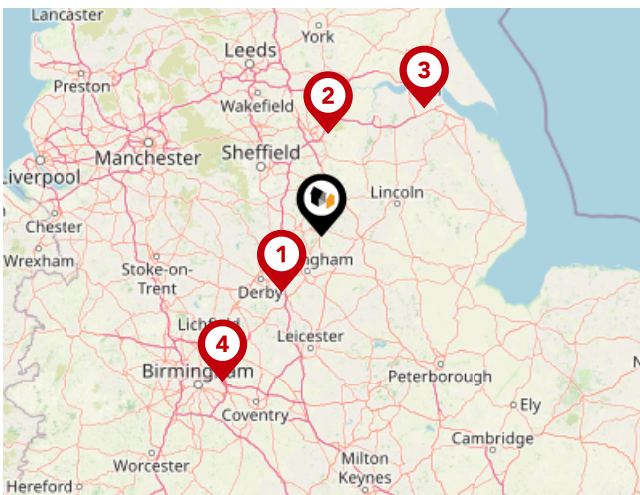 Lancaster
York
Leeds
Preston
3
2
Wakefield
Manchester
Sheffield
Liverpool
Lincoln
Chester
Wrexham
1
ngham
Stoke-on-
Trent
Derby
Lichfield
4
Leicester
Birmingham
Peterborough
Coventry
Ely
Cambridge
Worcester
Milton
Keynes
Hereford